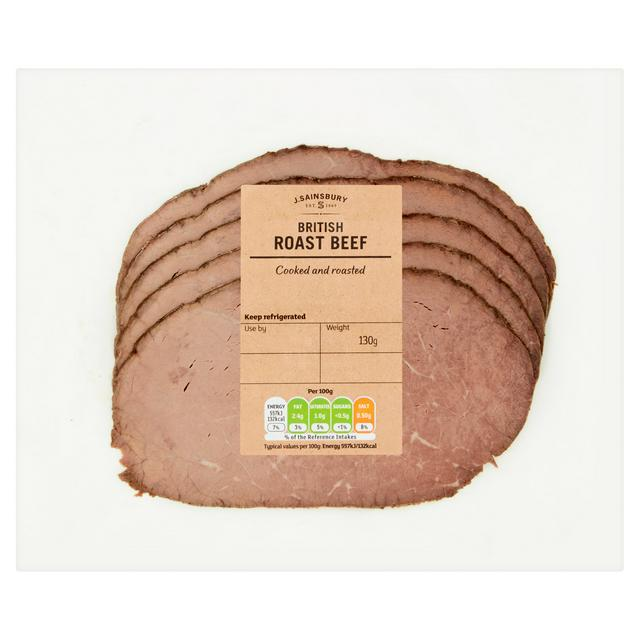 J.SAINSBURY
EST. S 1869
BRITISH
ROAST BEEF
Cooked and roasted
Keep refrigerated
Use by
Weight
130g
Per 100g
ENERGY
557kJ
132kcal
7%
FAT
2.4g
3%
SATURATES
1.0g
5%
SUGARS
<0.5g
<1%
SALT
0.50g
8%
% of the Reference Intakes
Typical values per 100g: Energy 557kJ/132kcal